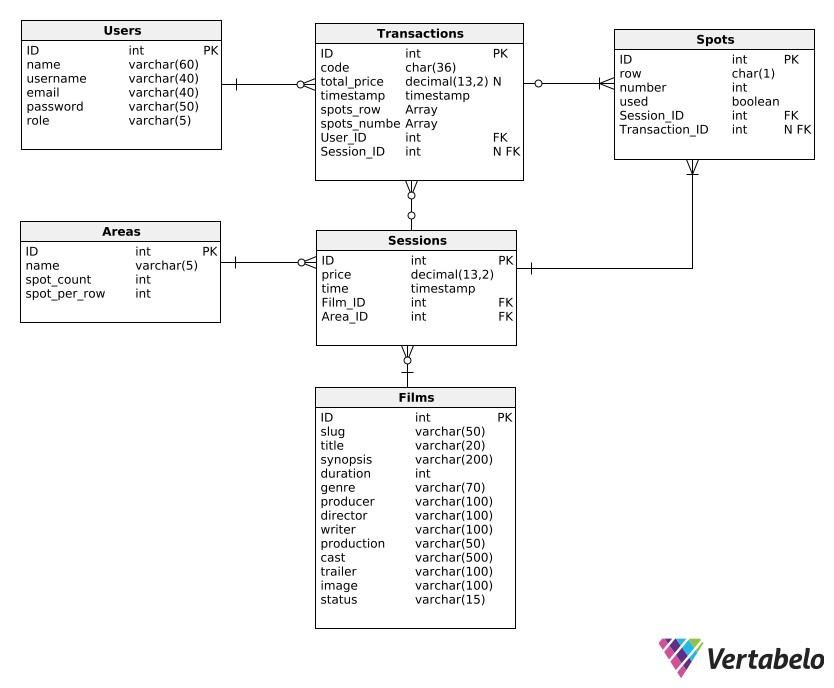 Users
ID int PK
name varchar(60)
username varchar(40)
email varchar(40)
password varchar(50)
role varchar(5)
Transactions
ID int PK
code char(36)
total_price decimal(13,2) N
timestamp timestamp
spots_row Array
spots_numbe Array
User_ID int FK
Session_ID int N FK
Spots
ID int PK
row char(1)
number int
used boolean
Session_ID int FK
Transaction_ID int N FK
Areas
ID int PK
name varchar(5)
spot_count int
spot_per_row int
Sessions
ID int PK
price decimal(13,2)
time timestamp
Film_ID int FK
Area_ID int FK
Films
ID int PK
slug varchar(50)
title varchar(20)
synopsis varchar(200)
duration int
genre varchar(70)
producer varchar(100)
director varchar(100)
writer varchar(100)
production varchar(50)
cast varchar(500)
trailer varchar(100)
image varchar(100)
status varchar(15)
Vertabelo